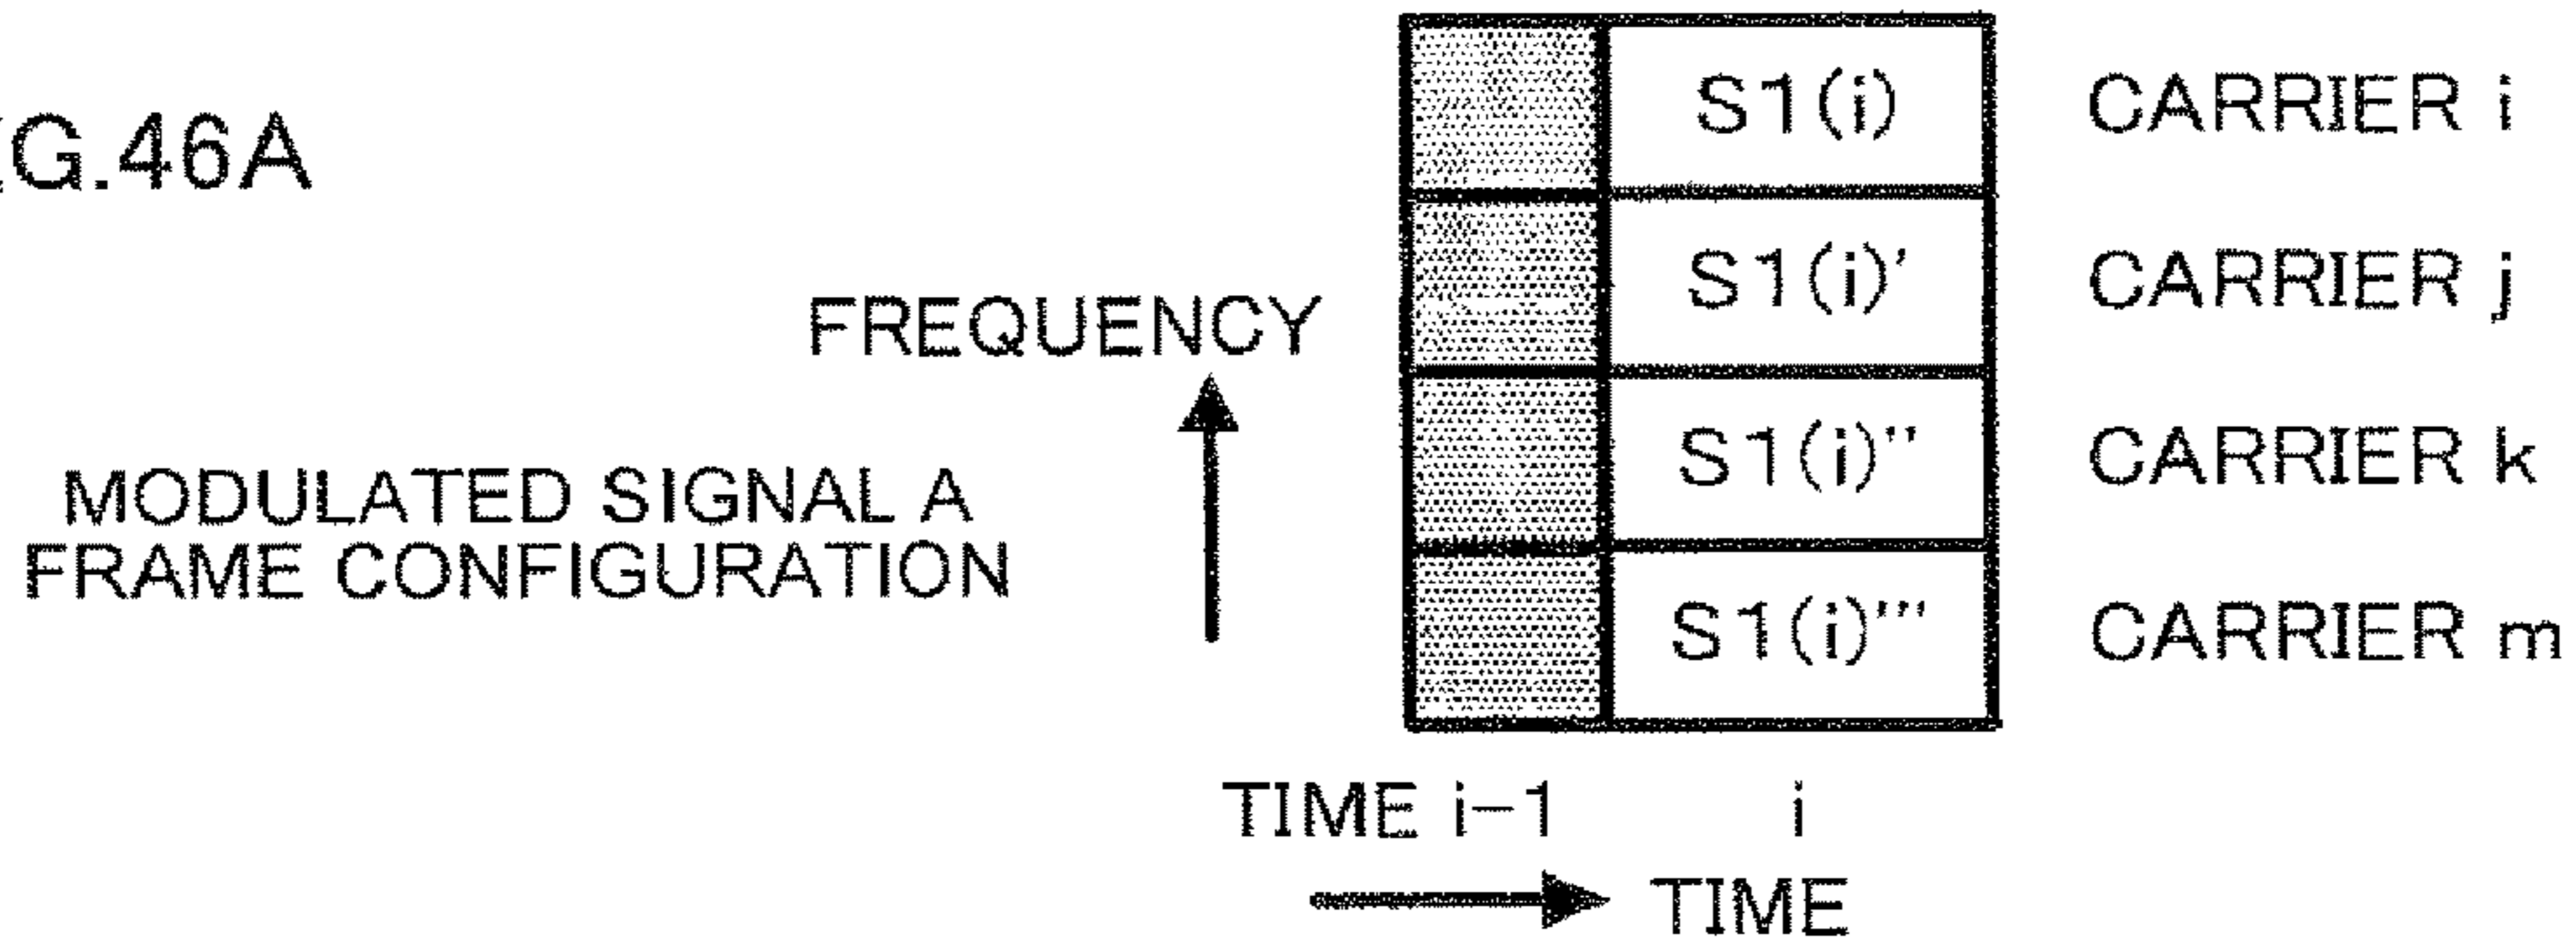 G.46A
S1(i) CARRIER i
S1(i)' CARRIER j
FREQUENCY
S1(i)'' CARRIER k
MODULATED SIGNAL A
FRAME CONFIGURATION
S1(i)''' CARRIER m
TIME i-1 i
TIME